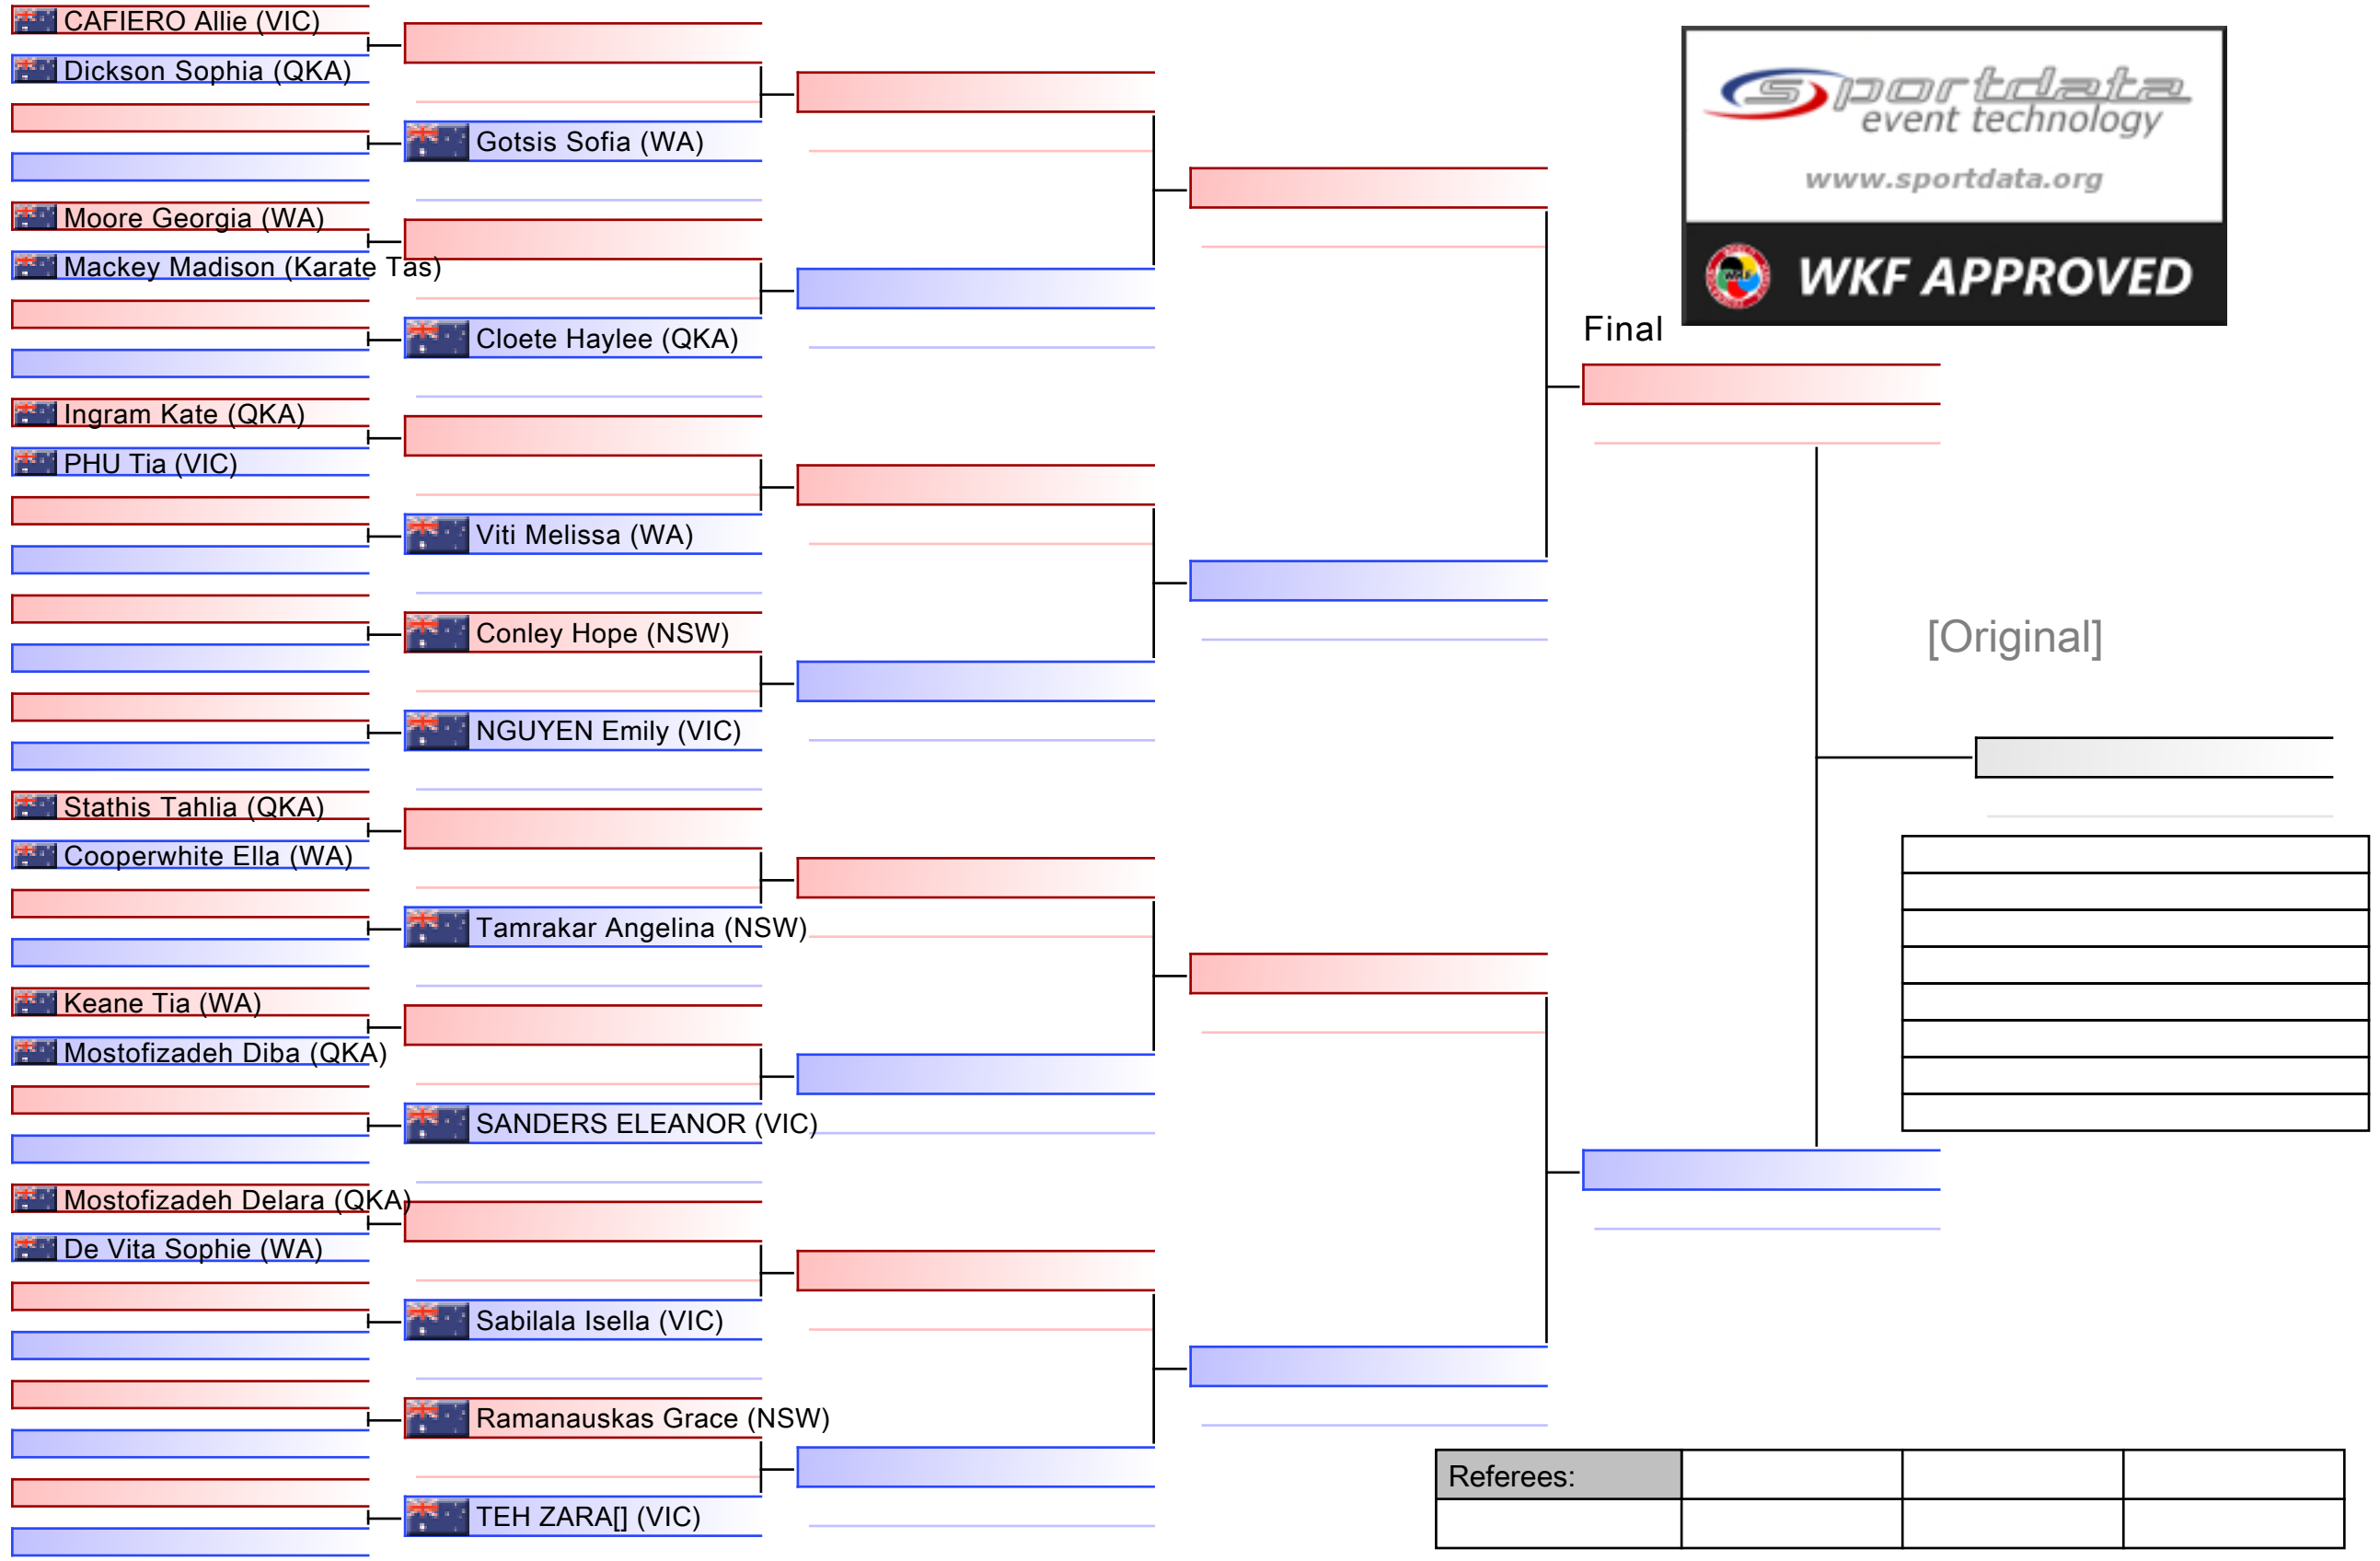 CAFIERO Allie (VIC)
Dickson Sophia (QKA)
Gotsis Sofia (WA)
Moore Georgia (WA)
Mackey Madison (Karate Tas)
Cloete Haylee (QKA)
Ingram Kate (QKA)
PHU Tia (VIC)
Viti Melissa (WA)
Conley Hope (NSW)
NGUYEN Emily (VIC)
Stathis Tahlia (QKA)
Cooperwhite Ella (WA)
Tamrakar Angelina (NSW)
Keane Tia (WA)
Mostofizadeh Diba (QKA)
SANDERS ELEANOR (VIC)
Mostofizadeh Delara (QKA)
De Vita Sophie (WA)
Sabilala Isella (VIC)
Ramanauskas Grace (NSW)
TEH ZARA[] (VIC)
sportdata
event technology
www.sportdata.org
WKF APPROVED
Final
[Original]
Referees: